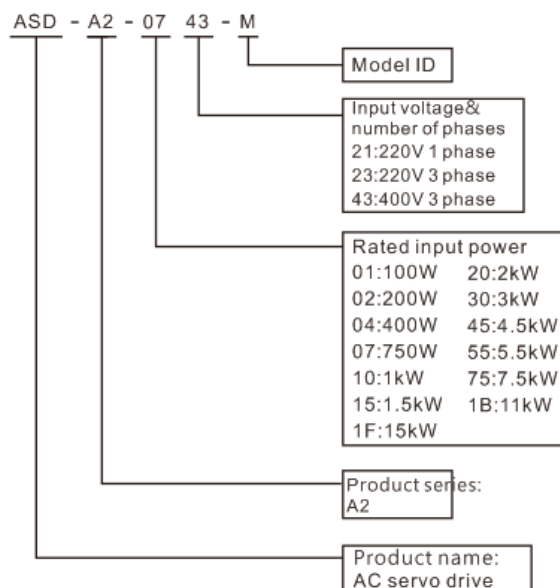 ASD - A2 - 07 43 - M
Model ID
Input voltage&
number of phases
21:220V 1 phase
23:220V 3 phase
43:400V 3 phase
Rated input power
01:100W 20:2kW
02:200W 30:3kW
04:400W 45:4.5kW
07:750W 55:5.5kW
10:1kW 75:7.5kW
15:1.5kW 1B:11kW
1F:15kW
Product series:
A2
Product name:
AC servo drive